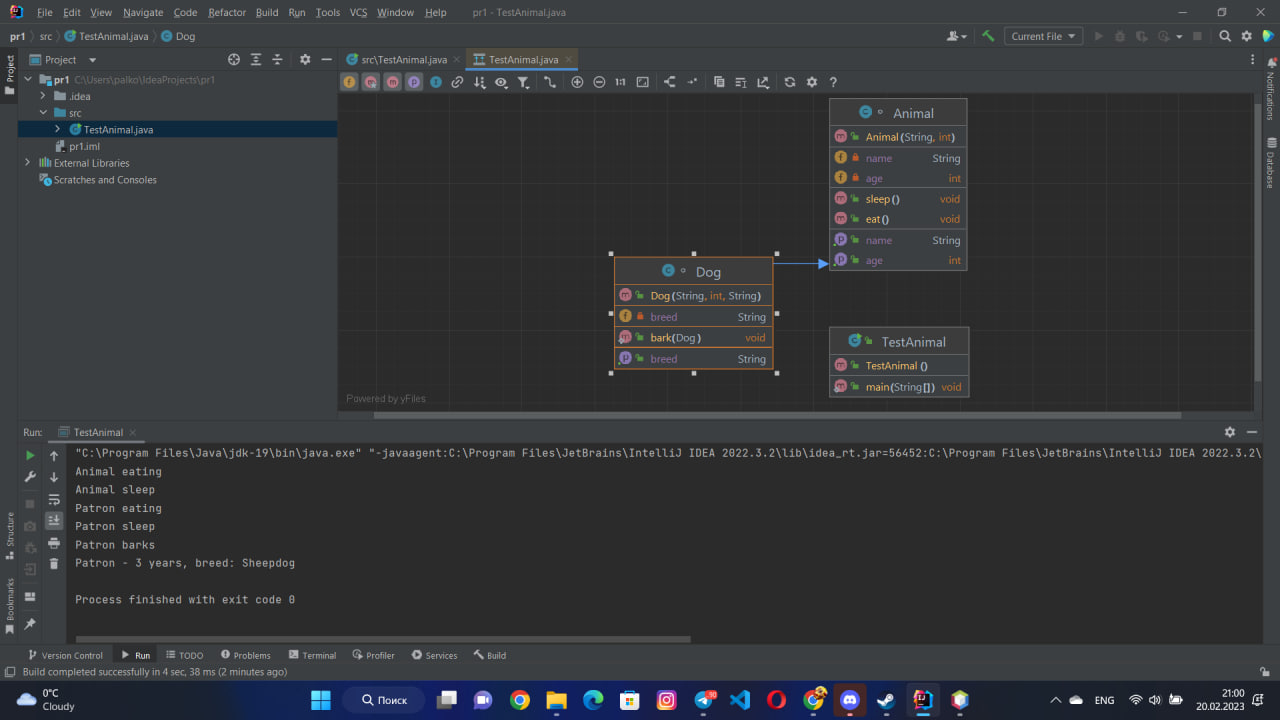 File Edit View Navigate Code Refactor Build Run Tools VCS Window Help pr1 - TestAnimal.java
pr1 src TestAnimal.java Dog Current File
Project
Project src\TestAnimal.java TestAnimal.java
pr1 C:\Users\palko\IdeaProjects\pr1
.idea
src
TestAnimal.java
pr1.iml
External Libraries
Scratches and Consoles
1:1
Animal
Animal(String, int)
name String
age int
sleep() void
eat() void
name String
age int
Dog
Dog(String, int, String)
breed String
bark(Dog) void
breed String
TestAnimal
TestAnimal()
main(String[]) void
Powered by yFiles
Notifications
Database
Run: TestAnimal
"C:\Program Files\Java\jdk-19\bin\java.exe" "-javaagent:C:\Program Files\JetBrains\IntelliJ IDEA 2022.3.2\lib\idea_rt.jar=56452:C:\Program Files\JetBrains\IntelliJ IDEA 2022.3.2\
Animal eating
Animal sleep
Patron eating
Patron sleep
Patron barks
Patron - 3 years, breed: Sheepdog
Process finished with exit code 0
Structure
Bookmarks
Version Control Run TODO Problems Terminal Profiler Services Build
Build completed successfully in 4 sec, 38 ms (2 minutes ago)
0°C
Cloudy
Поиск
90
ENG
21:00
20.02.2023